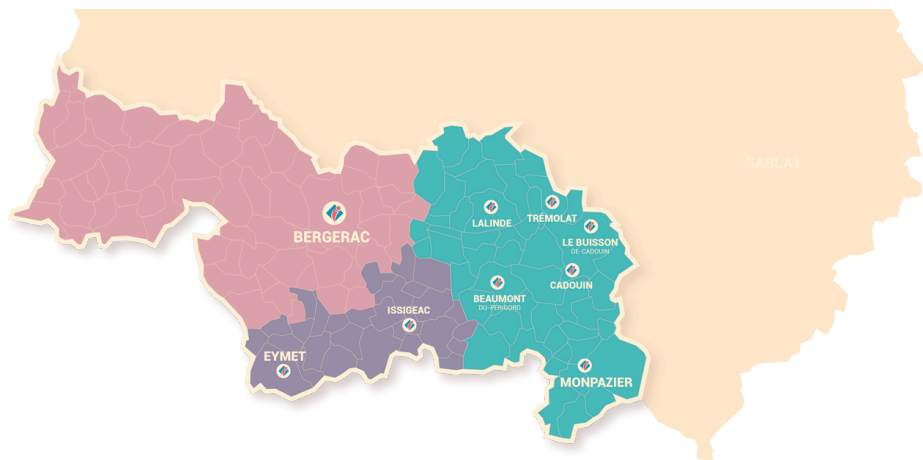 SARLAT
LALINDE
TRÉMOLAT
BERGERAC
LE BUISSON
DE-CADOUIN
CADOUIN
BEAUMONT
DU-PÉRIGORD
ISSIGEAC
EYMET
MONPAZIER